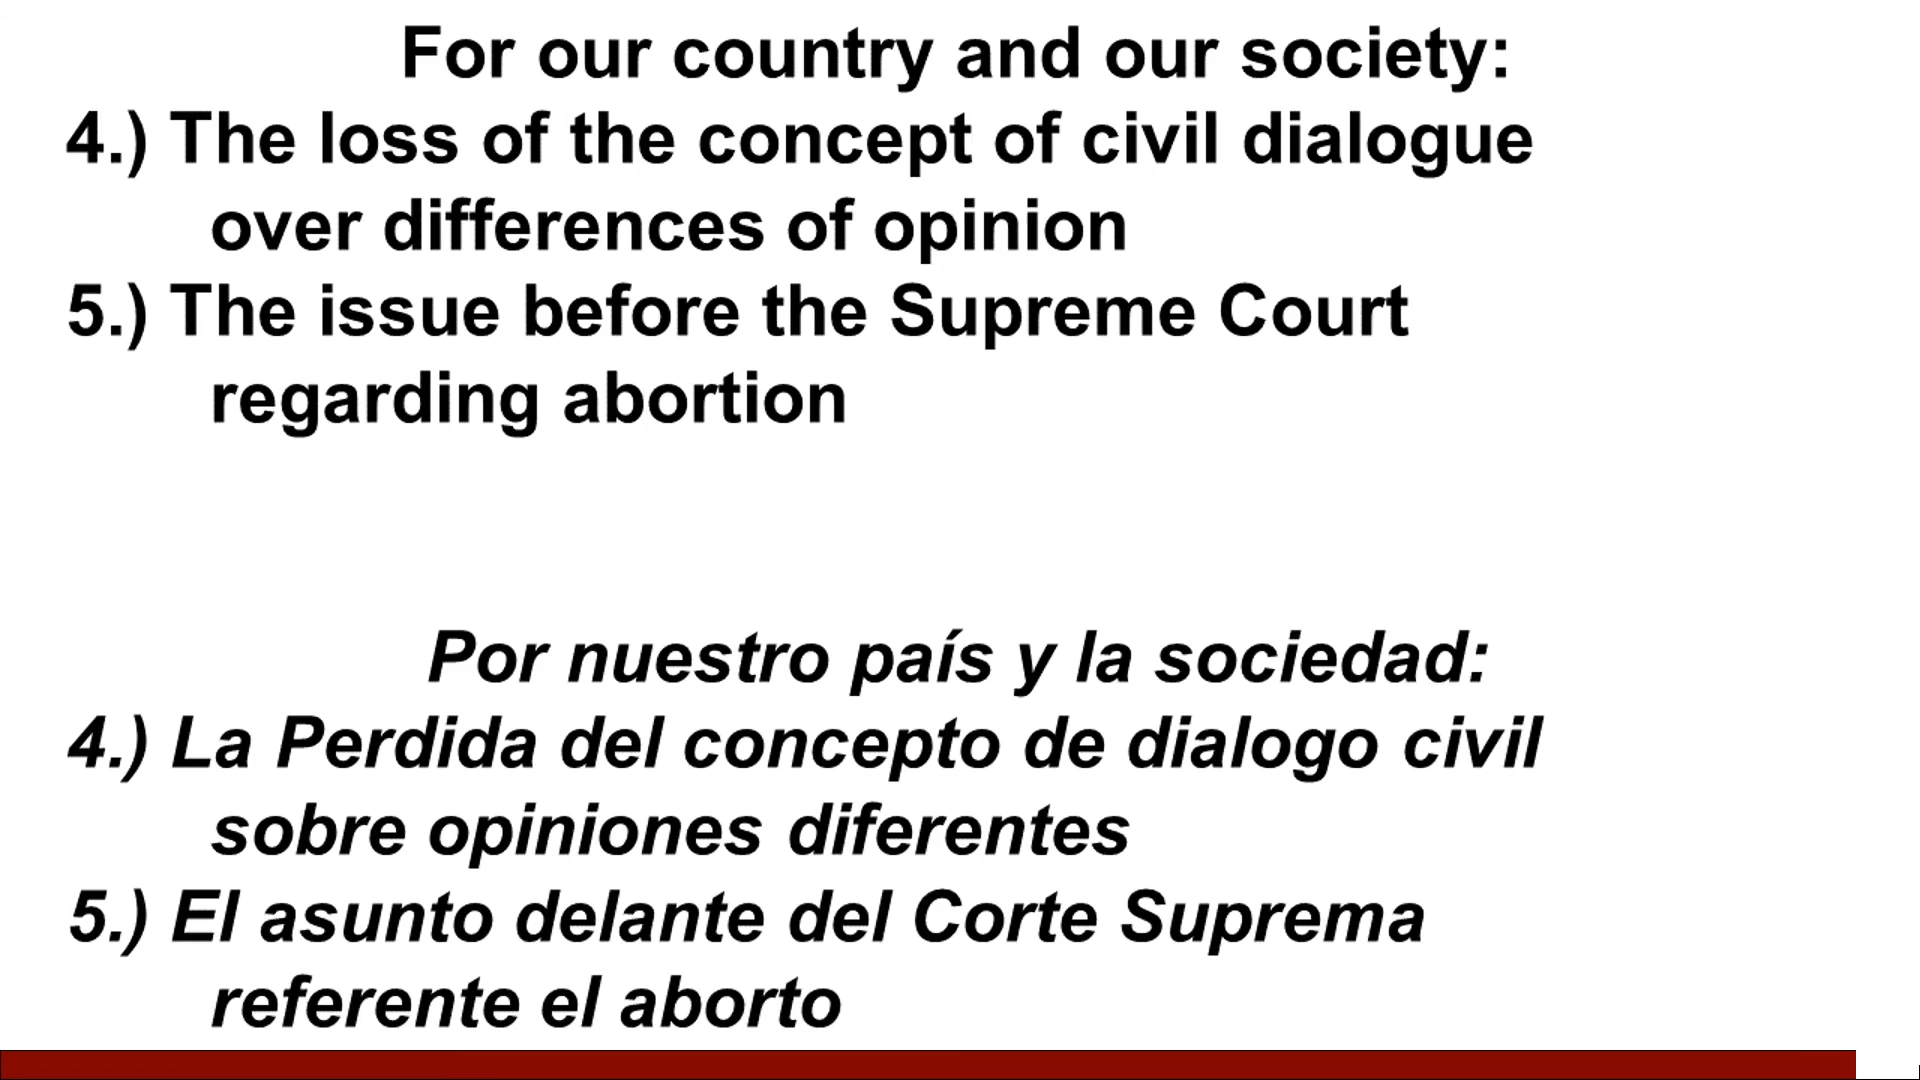 For our country and our society:
4.) The loss of the concept of civil dialogue
over differences of opinion
5.) The issue before the Supreme Court
regarding abortion
Por nuestro país y la sociedad:
4.) La Perdida del concepto de dialogo civil
sobre opiniones diferentes
5.) El asunto delante del Corte Suprema
referente el aborto